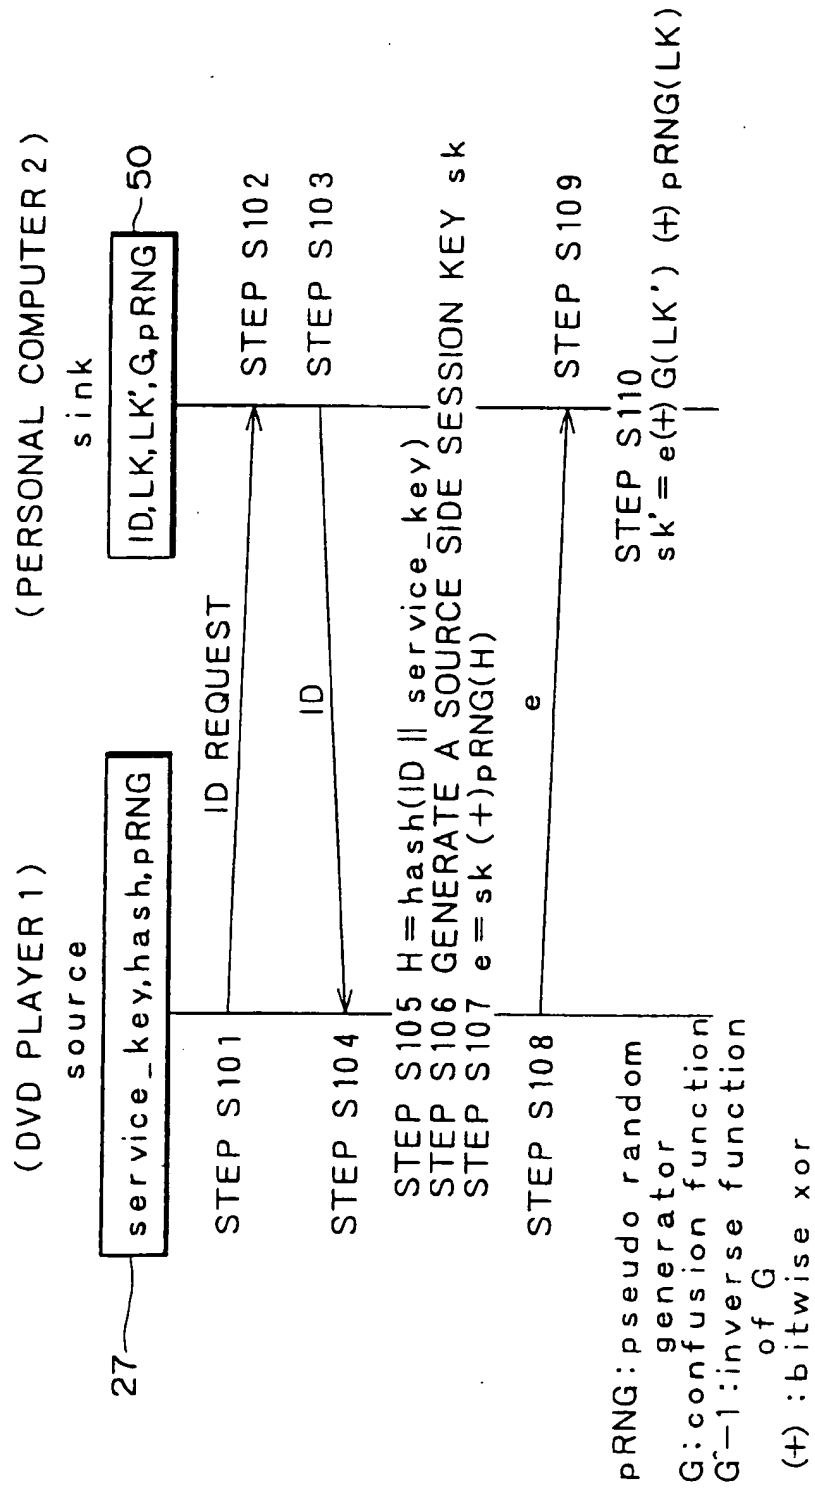 (DVD PLAYER 1)
(PERSONAL COMPUTER 2)
source
sink
27
service_key,hash,pRNG
ID,LK,LK',G,pRNG
50
STEP S101
ID REQUEST
STEP S102
STEP S103
ID
STEP S104
STEP S105 H=hash(ID || service_key)
STEP S106 GENERATE A SOURCE SIDE SESSION KEY sk
STEP S107 e=sk (+)pRNG(H)
STEP S108
e
STEP S109
STEP S110
sk'=e(+)G(LK') (+) pRNG(LK)
pRNG:pseudo random
generator
G:confusion function
G^-1:inverse function
of G
(+) :bitwise xor